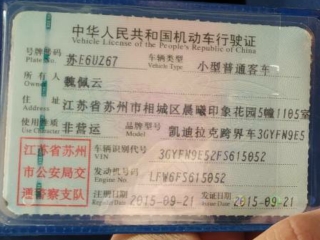 中华人民共和国机动车行驶证
Vehicle License of the People's Republic of China
号牌号码 Plate No. 苏E6UZ67 车辆类型 Vehicle Type 小型普通客车
所有人 Owner 魏佩云
住址 Address 江苏省苏州市相城区晨曦印象花园5幢1105室
使用性质 Use Character 非营运 品牌型号 Model 凯迪拉克跨界车3GYFN9E5
江苏省苏州 车辆识别代号 VIN 3GYFN9E52FS615052
市公安局交 发动机号码 Engine No. LFW6FS615052
通警察支队 注册日期 Register Date 2015-09-21 发证日期 Issue Date 2015-09-21